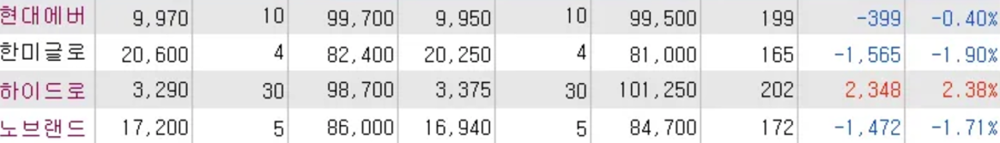 현대에버 9,970 10 99,700 9,950 10 99,500 199 -399 -0.40%
한미글로 20,600 4 82,400 20,250 4 81,000 165 -1,565 -1.90%
하이드로 3,290 30 98,700 3,375 30 101,250 202 2,348 2.38%
노브랜드 17,200 5 86,000 16,940 5 84,700 172 -1,472 -1.71%